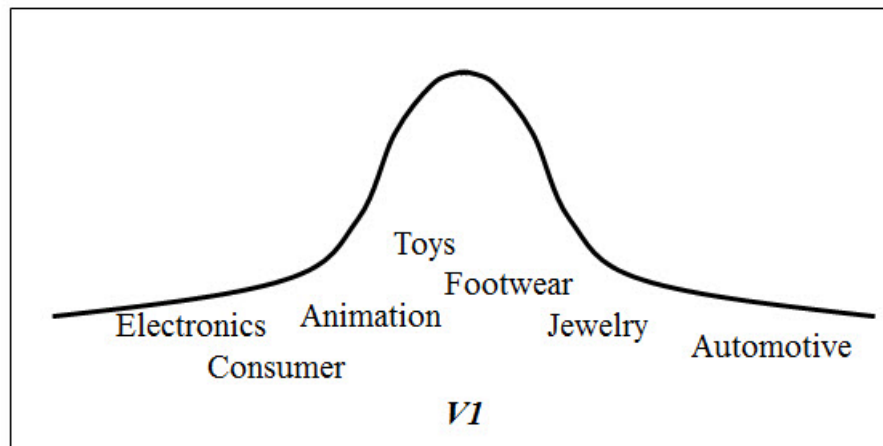 Toys
Footwear
Animation
Electronics
Jewelry
Automotive
Consumer
V1